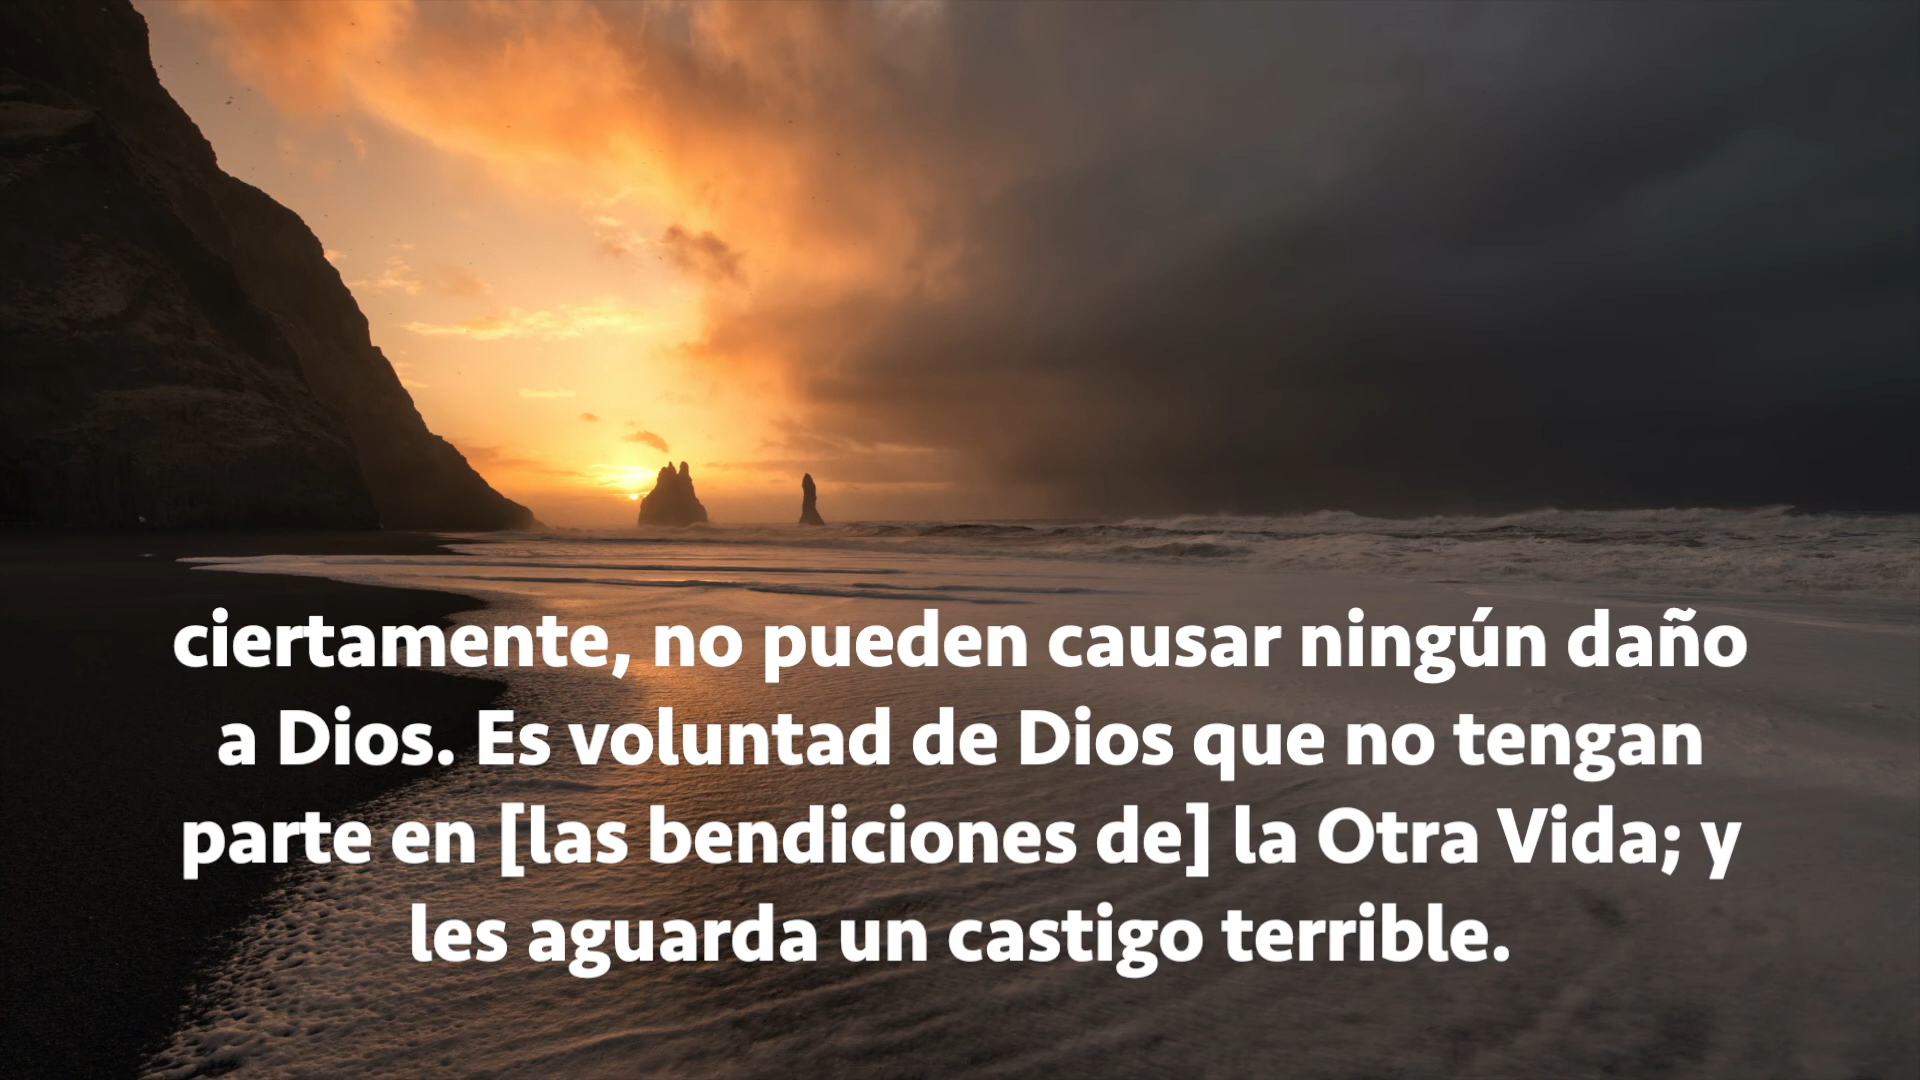 ciertamente, no pueden causar ningún daño
a Dios. Es voluntad de Dios que no tengan
parte en [las bendiciones de] la Otra Vida; y
les aguarda un castigo terrible.